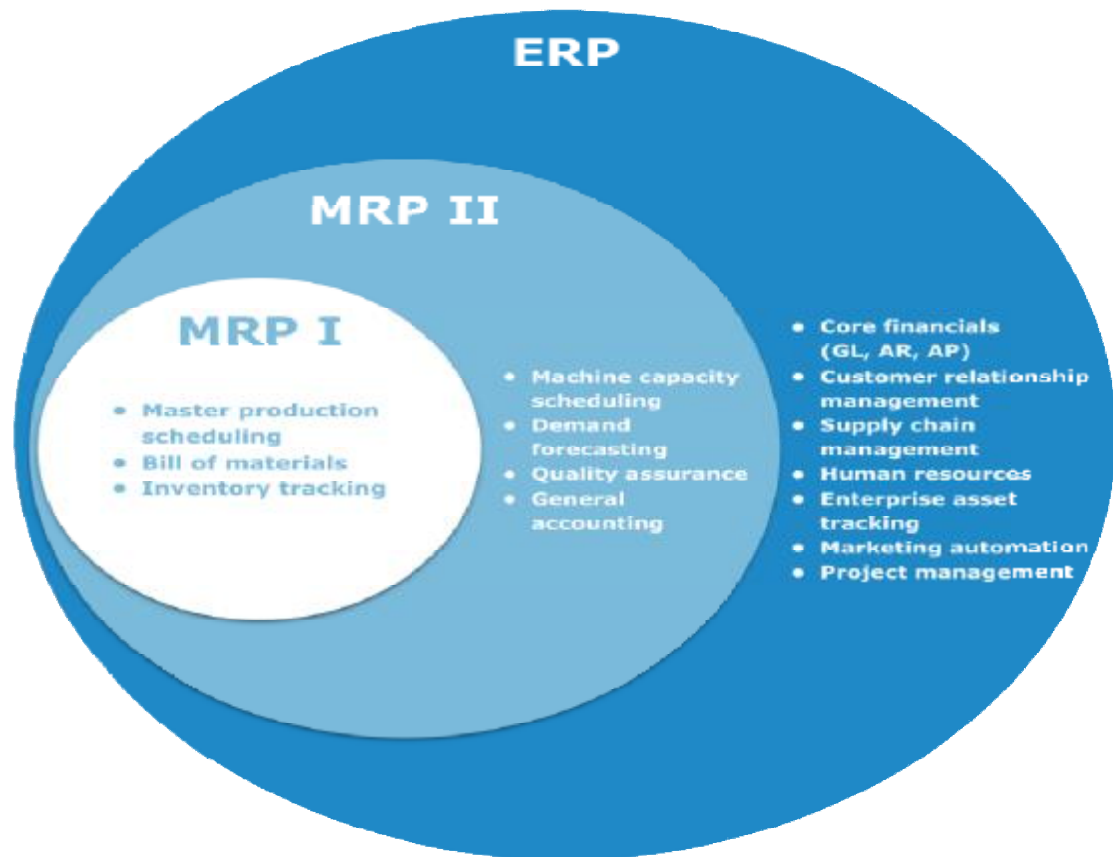 ERP
MRP II
MRP I
• Master production
scheduling
• Bill of materials
• Inventory tracking
• Machine capacity
scheduling
• Demand
forecasting
• Quality assurance
• General
accounting
• Core financials
(GL, AR, AP)
• Customer relationship
management
• Supply chain
management
• Human resources
• Enterprise asset
tracking
• Marketing automation
• Project management